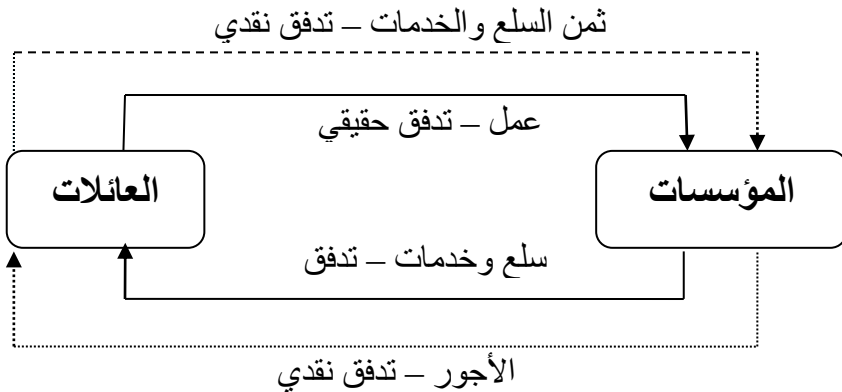 ثمن السلع والخدمات – تدفق نقدي
عمل – تدفق حقيقي
المؤسسات
العائلات
سلع وخدمات – تدفق
الأجور – تدفق نقدي